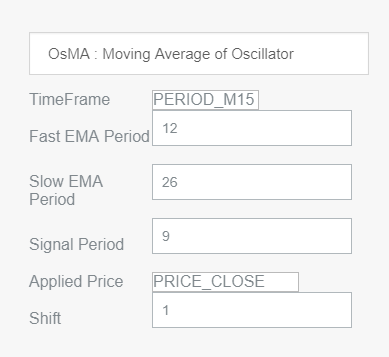 OsMA : Moving Average of Oscillator
TimeFrame PERIOD_M15
Fast EMA Period 12
Slow EMA 26
Period
Signal Period 9
Applied Price PRICE_CLOSE
Shift 1